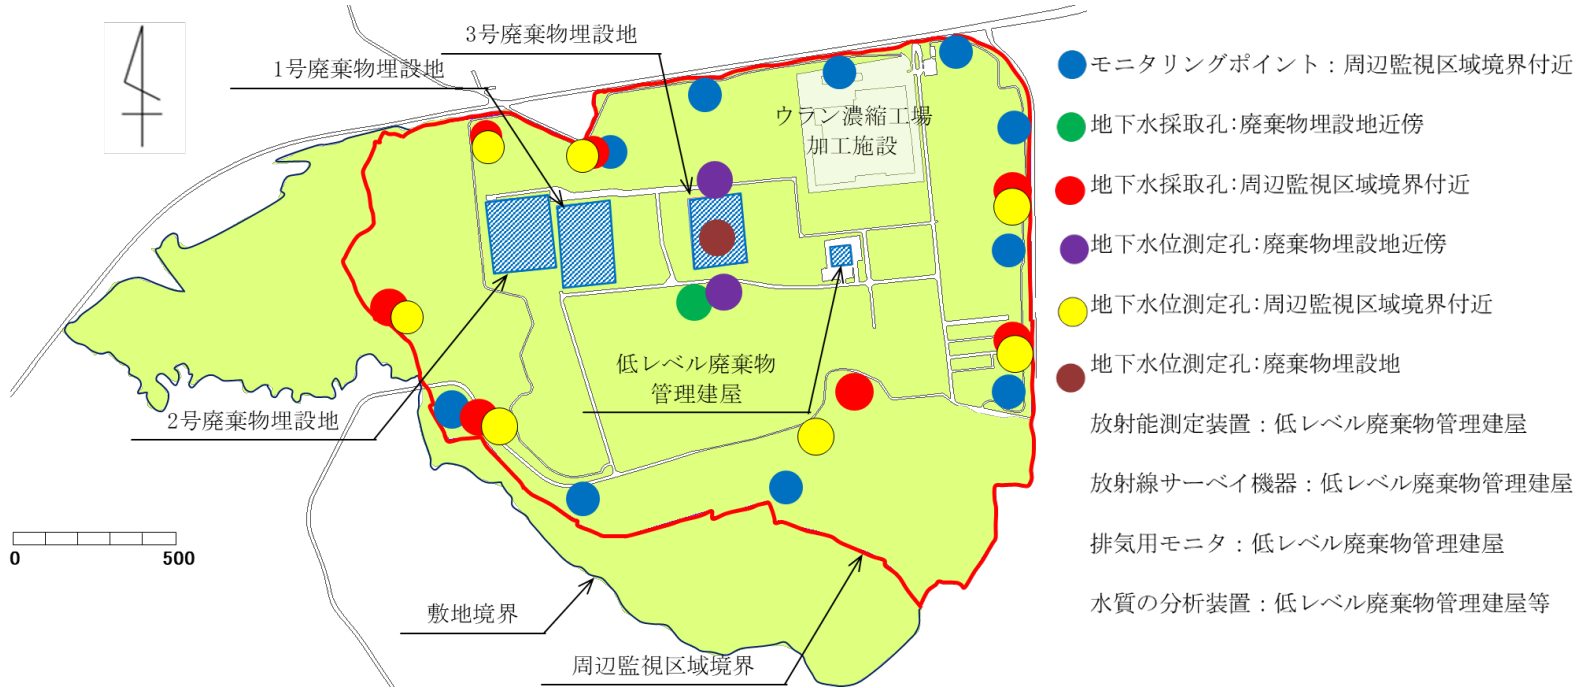 3号廃棄物埋設地
1号廃棄物埋設地
ウラン濃縮工場
加工施設
低レベル廃棄物
管理建屋
2号廃棄物埋設地
0 500
敷地境界
周辺監視区域境界
モニタリングポイント：周辺監視区域境界付近
地下水採取孔:廃棄物埋設地近傍
地下水採取孔:周辺監視区域境界付近
地下水位測定孔:廃棄物埋設地近傍
地下水位測定孔:周辺監視区域境界付近
地下水位測定孔:廃棄物埋設地
放射能測定装置：低レベル廃棄物管理建屋
放射線サーベイ機器：低レベル廃棄物管理建屋
排気用モニタ：低レベル廃棄物管理建屋
水質の分析装置：低レベル廃棄物管理建屋等